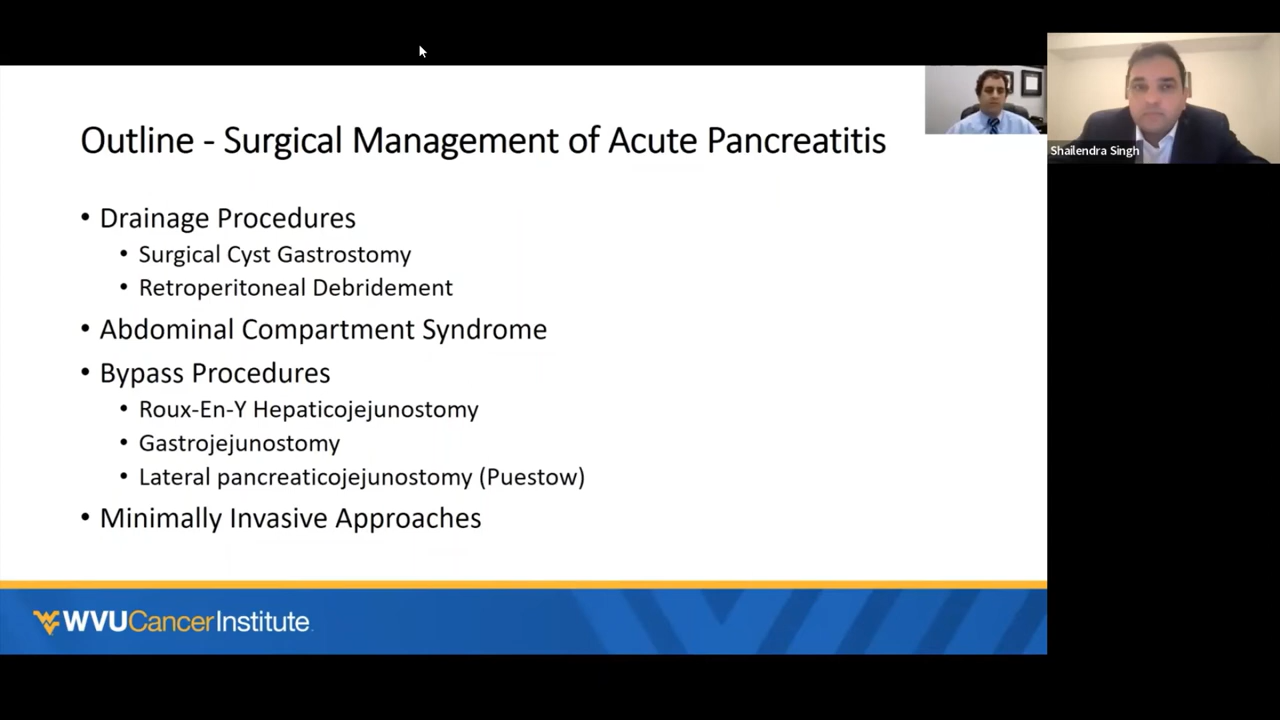 Outline - Surgical Management of Acute Pancreatitis
Shailendra Singh
• Drainage Procedures
• Surgical Cyst Gastrostomy
• Retroperitoneal Debridement
• Abdominal Compartment Syndrome
• Bypass Procedures
• Roux-En-Y Hepaticojejunostomy
• Gastrojejunostomy
• Lateral pancreaticojejunostomy (Puestow)
• Minimally Invasive Approaches
WVUCancerInstitute